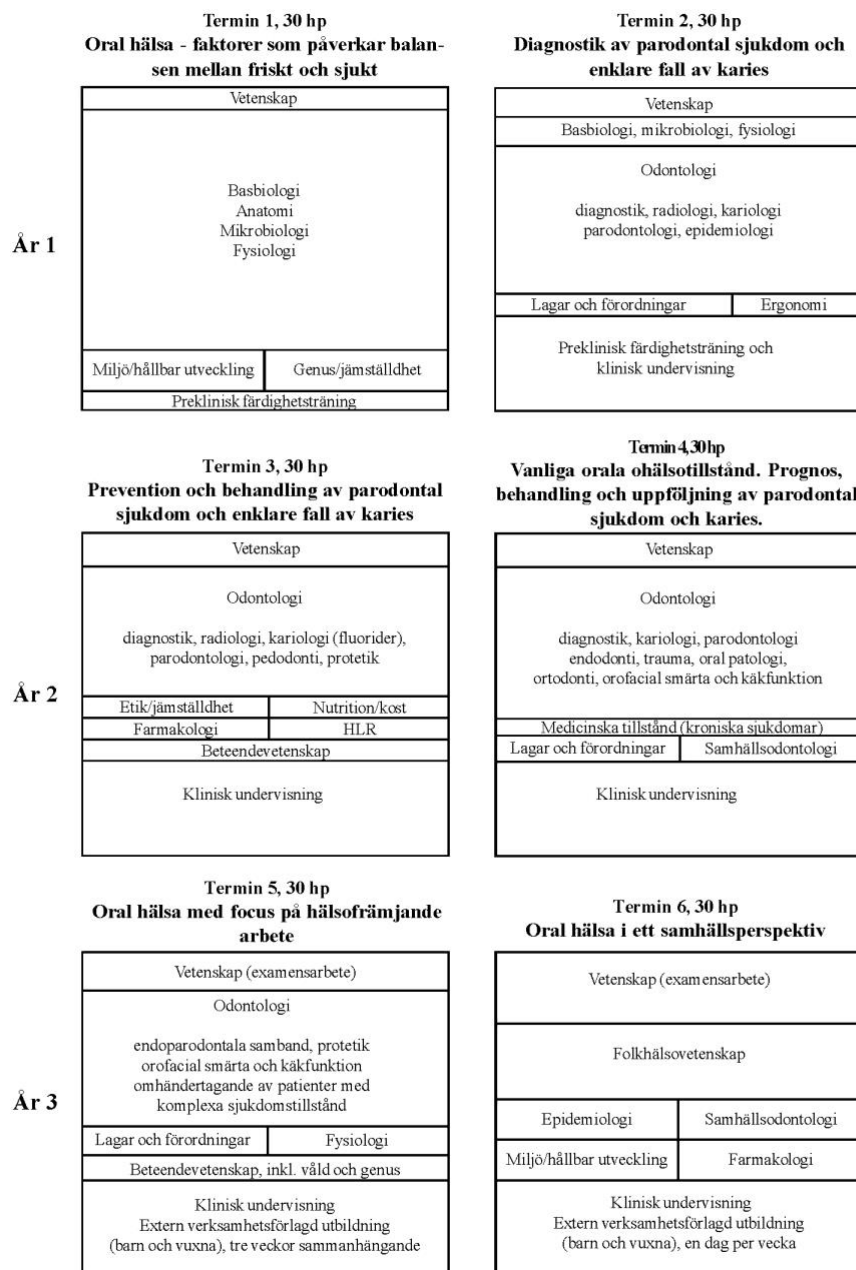 Termin 1, 30 hp
Oral hälsa - faktorer som påverkar balan-
sen mellan friskt och sjukt
Vetenskap
Basbiologi
Anatomi
Mikrobiologi
Fysiologi
Miljö/hållbar utveckling
Genus/jämställdhet
Preklinisk färdighetsträning
Termin 2, 30 hp
Diagnostik av parodontal sjukdom och
enklare fall av karies
Vetenskap
Basbiologi, mikrobiologi, fysiologi
Odontologi
diagnostik, radiologi, kariologi
parodontologi, epidemiologi
Lagar och förordningar
Ergonomi
Preklinisk färdighetsträning och
klinisk undervisning
År 1
Termin 3, 30 hp
Prevention och behandling av parodontal
sjukdom och enklare fall av karies
Vetenskap
Odontologi
diagnostik, radiologi, kariologi (fluorider),
parodontologi, pedodonti, protetik
Etik/jämställdhet
Nutrition/kost
Farmakologi
HLR
Beteendevetenskap
Klinisk undervisning
Termin 4, 30 hp
Vanliga orala ohälsotillstånd. Prognos,
behandling och uppföljning av parodontal
sjukdom och karies.
Vetenskap
Odontologi
diagnostik, kariologi, parodontologi
endodonti, trauma, oral patologi,
ortodonti, orofacial smärta och käkfunktion
Medicinska tillstånd (kroniska sjukdomar)
Lagar och förordningar
Samhällsodontologi
Klinisk undervisning
År 2
Termin 5, 30 hp
Oral hälsa med focus på hälsofrämjande
arbete
Vetenskap (examensarbete)
Odontologi
endoparodontala samband, protetik
orofacial smärta och käkfunktion
omhändertagande av patienter med
komplexa sjukdomstillstånd
Lagar och förordningar
Fysiologi
Beteendevetenskap, inkl. våld och genus
Klinisk undervisning
Extern verksamhetsförlagd utbildning
(barn och vuxna), tre veckor sammanhängande
Termin 6, 30 hp
Oral hälsa i ett samhällsperspektiv
Vetenskap (examensarbete)
Folkhälsovetenskap
Epidemiologi
Samhällsodontologi
Miljö/hållbar utveckling
Farmakologi
Klinisk undervisning
Extern verksamhetsförlagd utbildning
(barn och vuxna), en dag per vecka
År 3